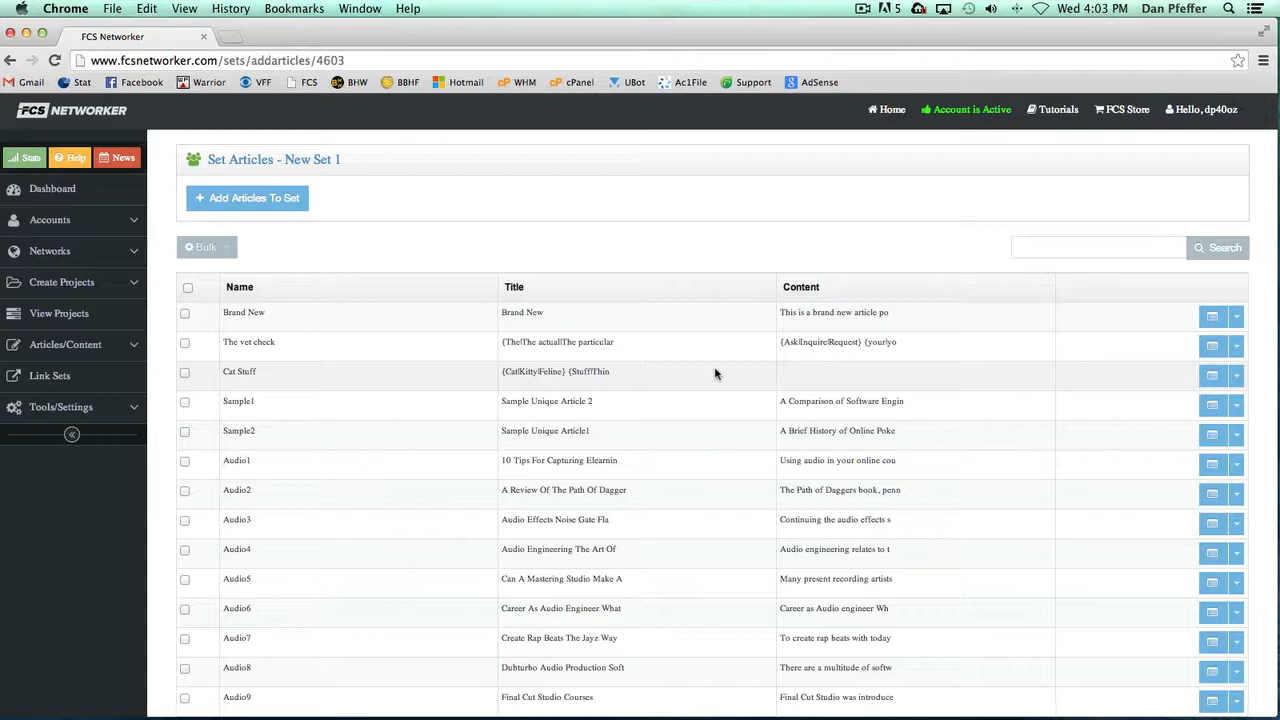 Chrome File Edit View History Bookmarks Window Help 5 Wed 4:03 PM Dan Pfeffer
FCS Networker
www.fcsnetworker.com/sets/addarticles/4603
Gmail Stat Facebook Warrior VFF FCS BHW BBHF Hotmail WHM cPanel UBot Ac1File Support AdSense
FCS NETWORKER Home Account is Active Tutorials FCS Store Hello, dp40oz
Stats Help News
Dashboard
Accounts
Networks
Create Projects
View Projects
Articles/Content
Link Sets
Tools/Settings
Set Articles - New Set 1
+ Add Articles To Set
Bulk Search
Name Title Content
Brand New Brand New This is a brand new article po
The vet check {The|The actual|The particular {Ask|Inquire|Request} {your|yo
Cat Stuff {Cat|Kitty|Feline} {Stuff|Thin
Sample1 Sample Unique Article 2 A Comparison of Software Engin
Sample2 Sample Unique Article1 A Brief History of Online Poke
Audio1 10 Tips For Capturing Elearnin Using audio in your online cou
Audio2 A Review Of The Path Of Dagger The Path of Daggers book, penn
Audio3 Audio Effects Noise Gate Fla Continuing the audio effects s
Audio4 Audio Engineering The Art Of Audio engineering relates to t
Audio5 Can A Mastering Studio Make A Many present recording artists
Audio6 Career As Audio Engineer What Career as Audio engineer Wh
Audio7 Create Rap Beats The Jayz Way To create rap beats with today
Audio8 Dubturbo Audio Production Soft There are a multitude of softw
Audio9 Final Cut Studio Courses Final Cut Studio was introduce